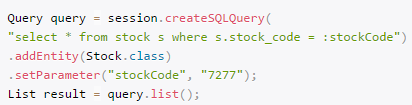 Query query = session.createSQLQuery(
"select * from stock s where s.stock_code = :stockCode")
.addEntity(Stock.class)
.setParameter("stockCode", "7277");
List result = query.list();